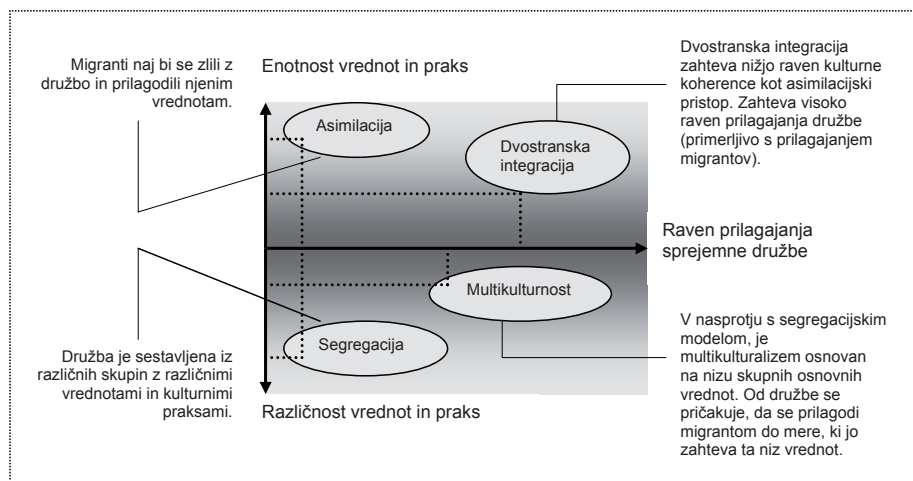 Migranti naj bi se zlili z
družbo in prilagodili njenim
vrednotam.
Enotnost vrednot in praks
Dvostranska integracija
zahteva nižjo raven kulturne
koherence kot asimilacijski
pristop. Zahteva visoko
raven prilagajanja družbe
(primerljivo s prilagajanjem
migrantov).
Asimilacija
Dvostranska
integracija
Raven prilagajanja
sprejemne družbe
Multikulturnost
Segregacija
Družba je sestavljena iz
različnih skupin z različnimi
vrednotami in kulturnimi
praksami.
Različnost vrednot in praks
V nasprotju s segregacijskim
modelom, je
multikulturalizem osnovan
na nizu skupnih osnovnih
vrednot. Od družbe se
pričakuje, da se prilagodi
migrantom do mere, ki jo
zahteva ta niz vrednot.